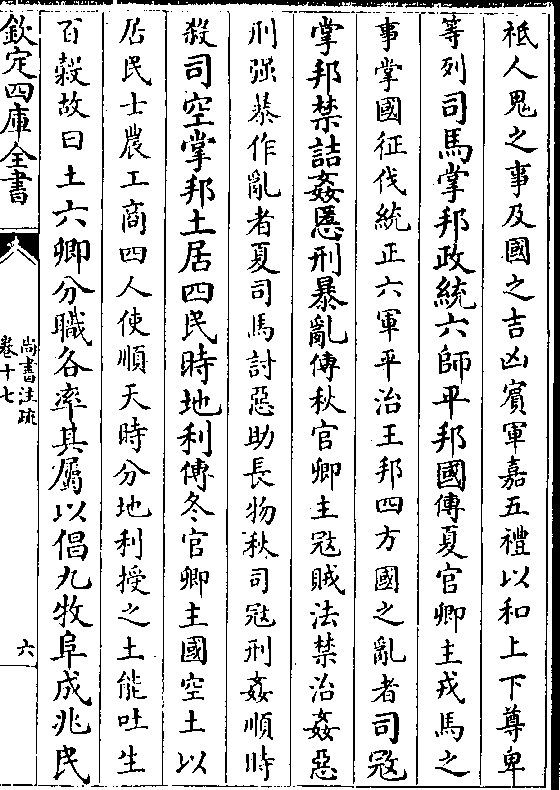 祗人鬼之事及國之吉凶賓軍嘉五禮以和上下尊卑
等列司馬掌邦政統六師平邦國傳夏官卿主戎馬之
事掌國征伐統正六軍平治王邦四方國之亂者司寇
掌邦禁詰姦慝刑暴亂傳秋官卿主寇賊法禁治姦惡
刑强暴作亂者夏司馬討惡助長物秋司寇刑姦順時
殺司空掌邦土居四民時地利傳冬官卿主國空土以
居民士農工商四人使順天時分地利授之土能吐生
百穀故曰土六卿分職各率其屬以倡九牧阜成兆民
欽定四庫全書
尚書注疏
卷十七
六